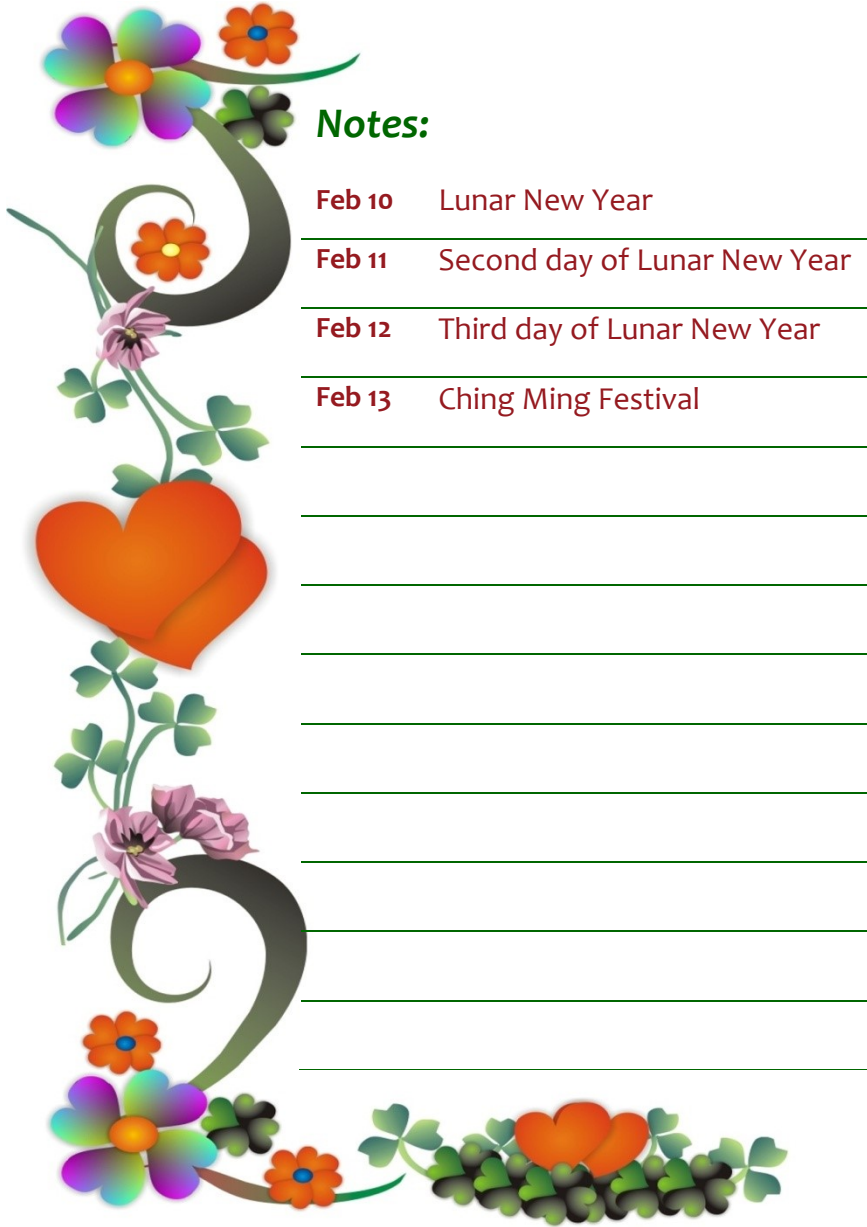 Notes:
Feb 10 Lunar New Year
Feb 11 Second day of Lunar New Year
Feb 12 Third day of Lunar New Year
Feb 13 Ching Ming Festival